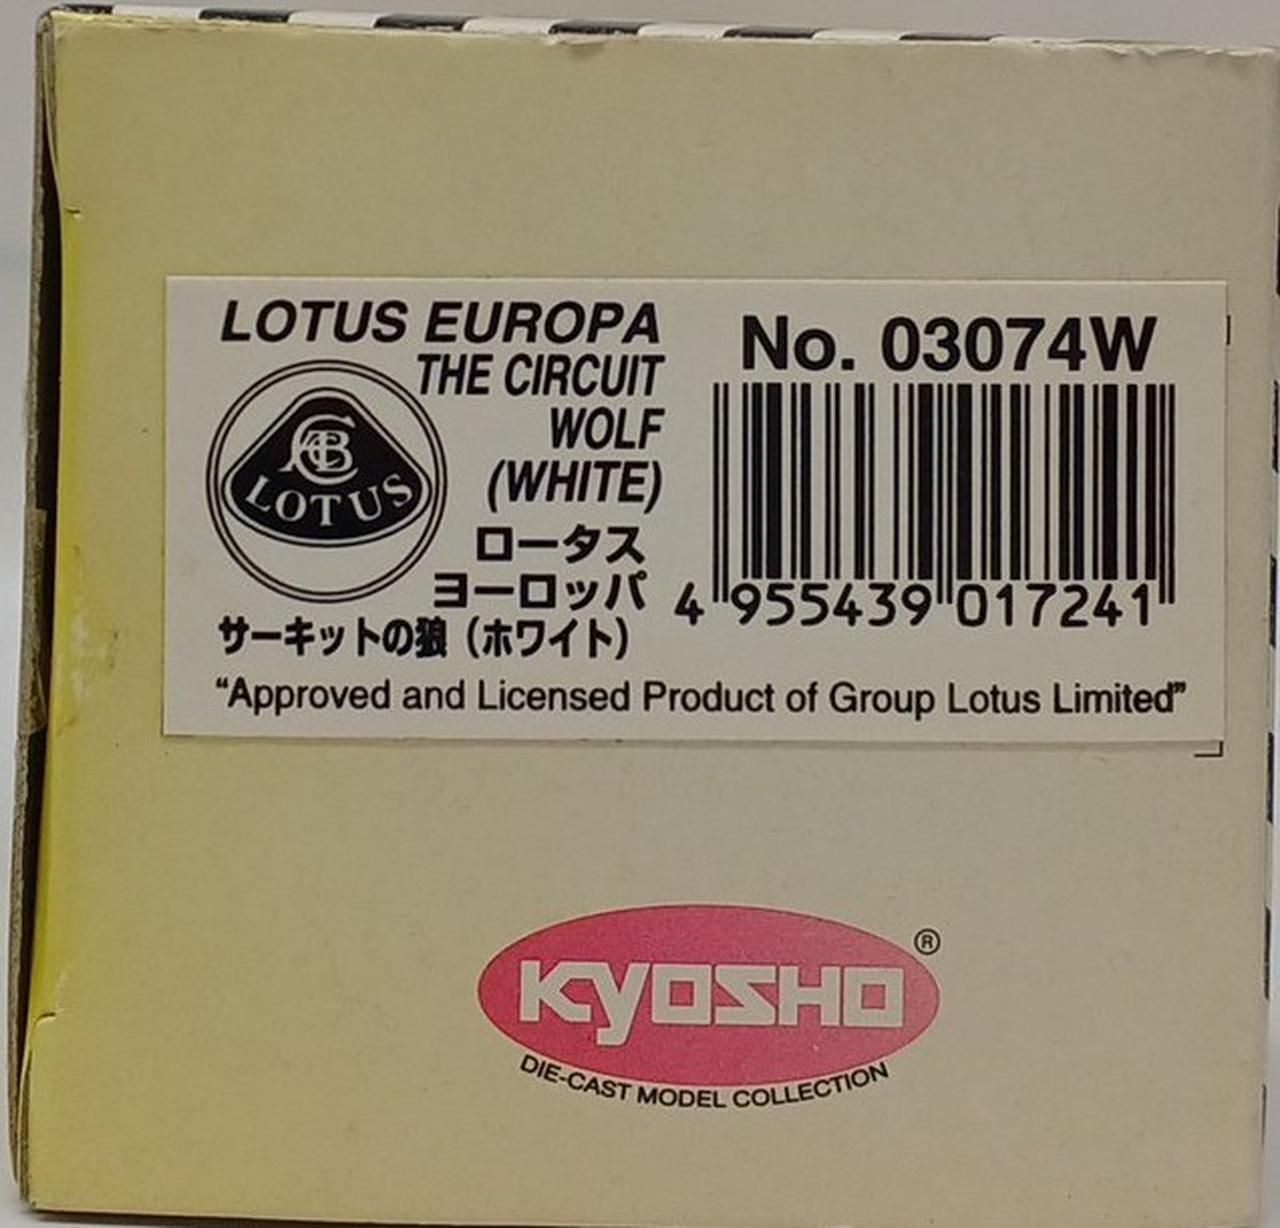 LOTUS EUROPA
THE CIRCUIT
WOLF
(WHITE)
ACBC
LOTUS
ロータス
ヨーロッパ
サーキットの狼（ホワイト）
No. 03074W
4 955439 017241
“Approved and Licensed Product of Group Lotus Limited”
KYOSHO®
DIE-CAST MODEL COLLECTION